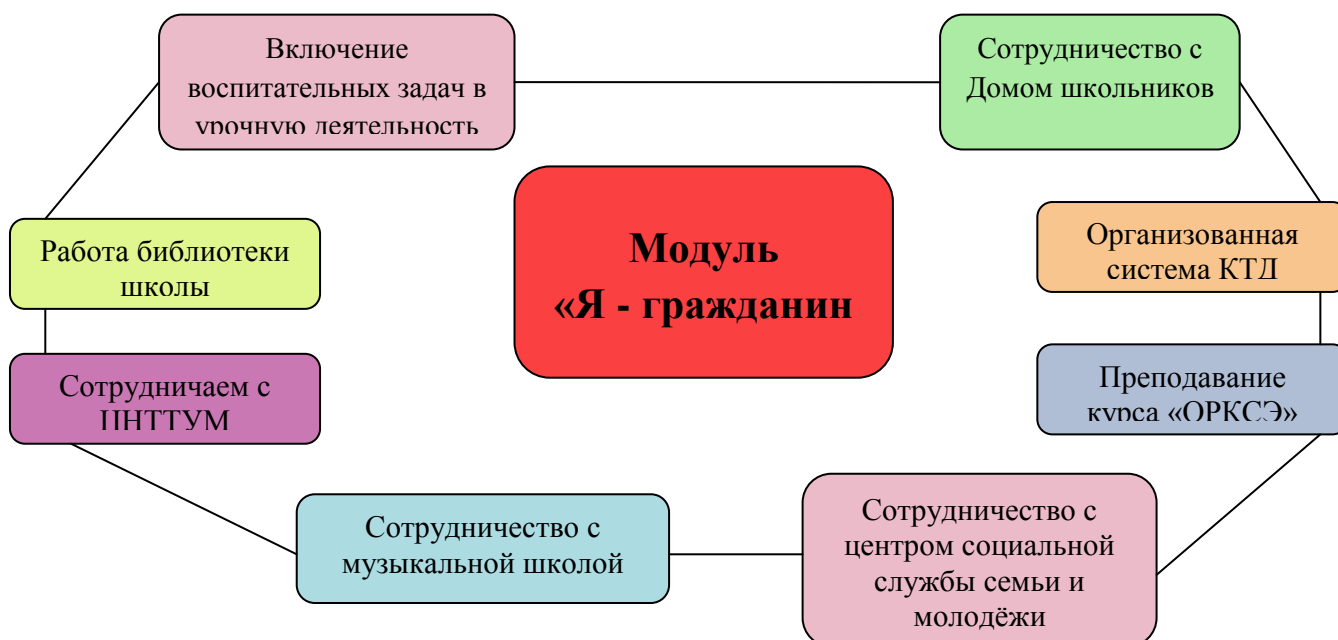 Включение
воспитательных задач в
урочную деятельность
Сотрудничество с
Домом школьников
Работа библиотеки
школы
Модуль
«Я - гражданин
Организованная
система КТД
Сотрудничаем с
ЦНТТУМ
Преподавание
курса «ОРКСЭ»
Сотрудничество с
музыкальной школой
Сотрудничество с
центром социальной
службы семьи и
молодёжи